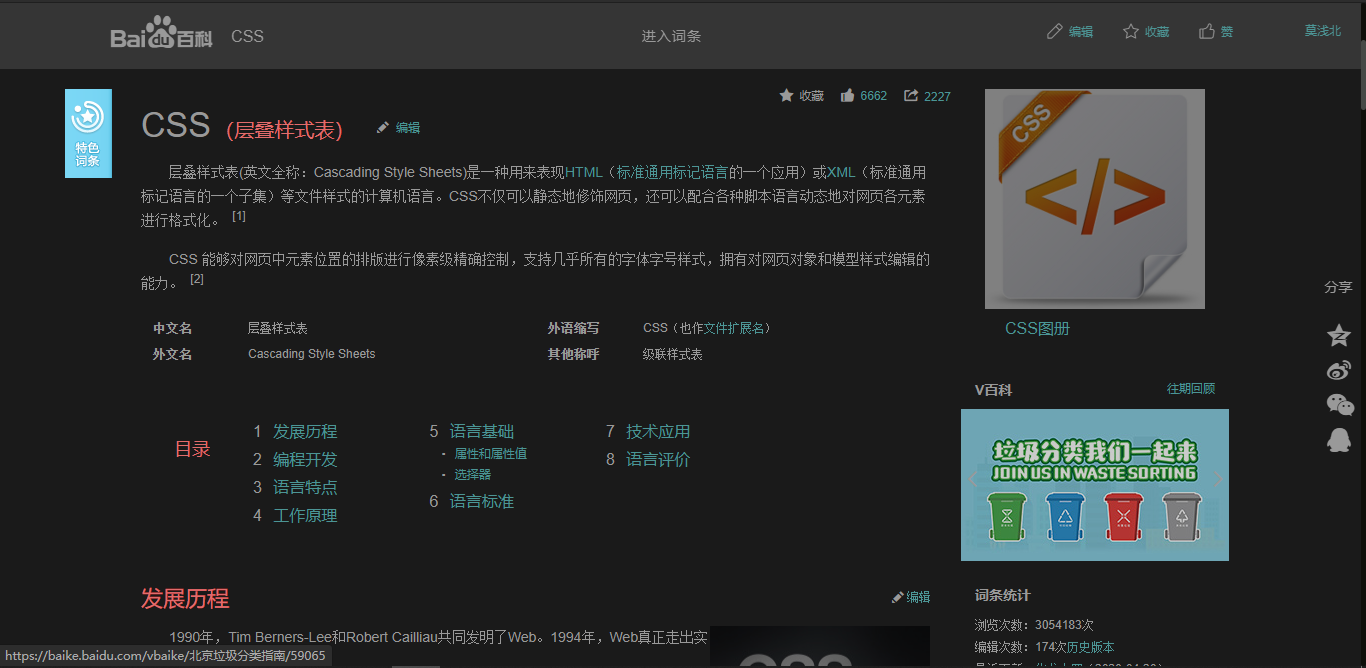 Bai du 百科 CSS
进入词条
编辑 收藏 赞
莫浅北
特色
词条
收藏 6662 2227
CSS (层叠样式表) 编辑
层叠样式表(英文全称：Cascading Style Sheets)是一种用来表现HTML（标准通用标记语言的一个应用）或XML（标准通用
标记语言的一个子集）等文件样式的计算机语言。CSS不仅可以静态地修饰网页，还可以配合各种脚本语言动态地对网页各元素
进行格式化。 [1]
CSS 能够对网页中元素位置的排版进行像素级精确控制，支持几乎所有的字体字号样式，拥有对网页对象和模型样式编辑的
能力。 [2]
中文名 层叠样式表 外语缩写 CSS（也作文件扩展名）
外文名 Cascading Style Sheets 其他称呼 级联样式表
目录
1 发展历程
2 编程开发
3 语言特点
4 工作原理
5 语言基础
· 属性和属性值
· 选择器
6 语言标准
7 技术应用
8 语言评价
发展历程 编辑
1990年，Tim Berners-Lee和Robert Cailliau共同发明了Web。1994年，Web真正走出实
CSS
https://baike.baidu.com/vbaike/北京垃圾分类指南/59065
CSS
</>
CSS图册
V百科 往期回顾
垃圾分类我们一起来
JOIN US IN WASTE SORTING
词条统计
浏览次数：3054183次
编辑次数：174次历史版本
分享